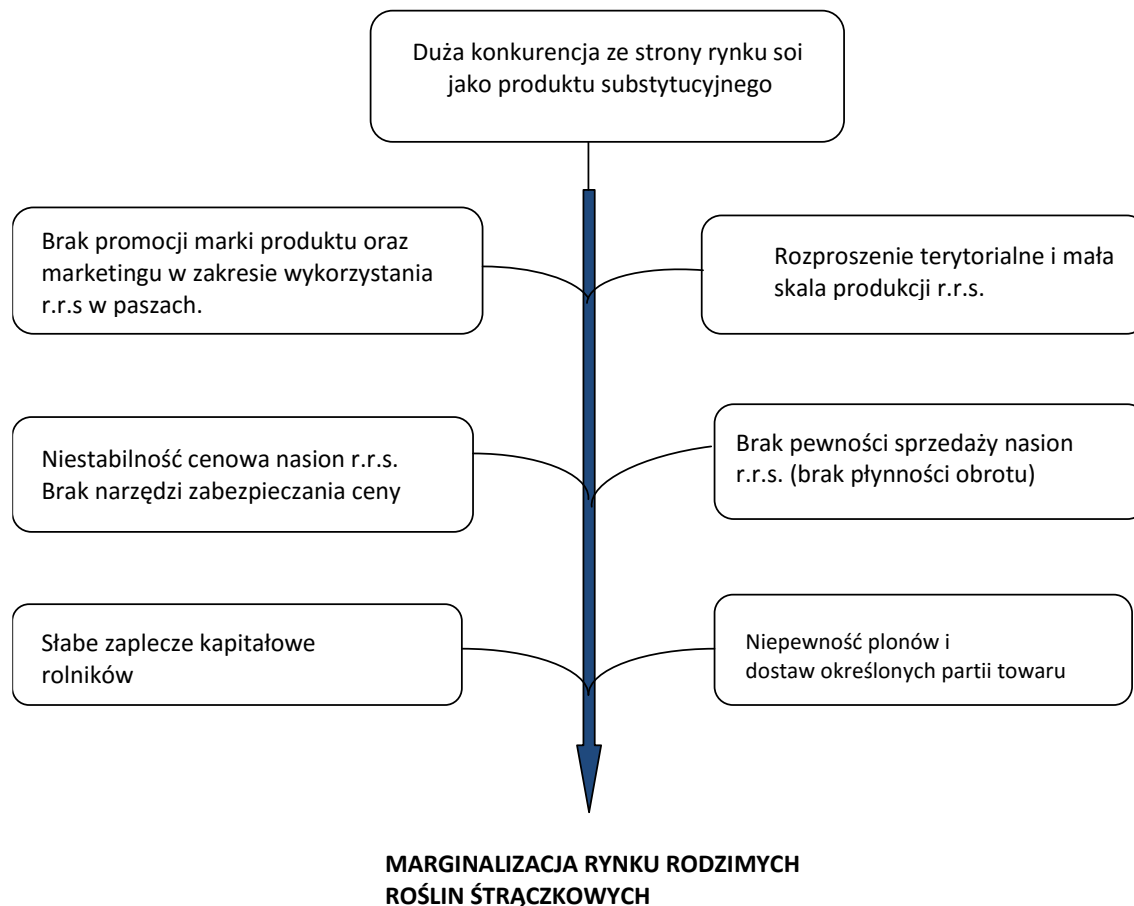 Duża konkurencja ze strony rynku soi
jako produktu substytucyjnego
Brak promocji marki produktu oraz
marketingu w zakresie wykorzystania
r.r.s w paszach.
Rozproszenie terytorialne i mała
skala produkcji r.r.s.
Niestabilność cenowa nasion r.r.s.
Brak narzędzi zabezpieczania ceny
Brak pewności sprzedaży nasion
r.r.s. (brak płynności obrotu)
Słabe zaplecze kapitałowe
rolników
Niepewność plonów i
dostaw określonych partii towaru
MARGINALIZACJA RYNKU RODZIMYCH
ROŚLIN ŚTRĄCZKOWYCH